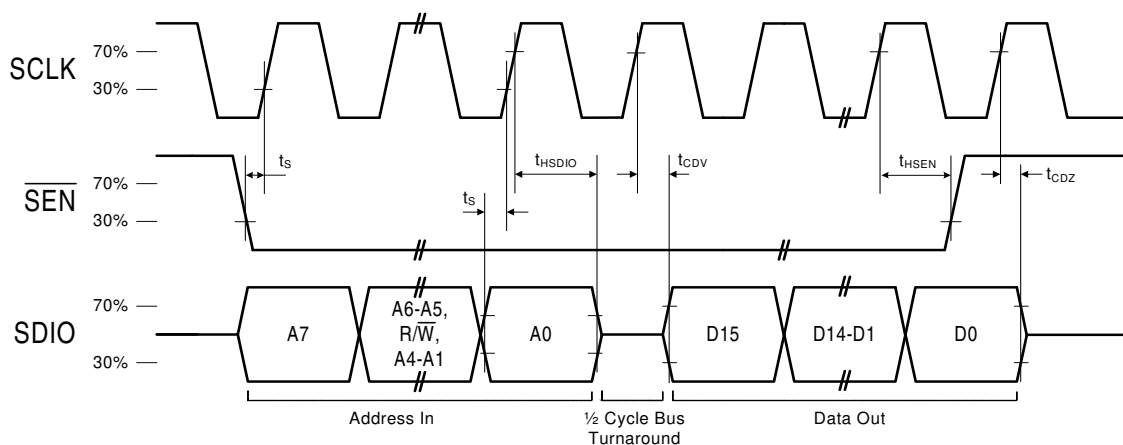 SCLK
70%
30%
SEN
70%
30%
tS
tS
tHSDIO
tCDV
tHSEN
tCDZ
SDIO
70%
30%
A7
A6-A5,
R/W,
A4-A1
A0
D15
D14-D1
D0
Address In
½ Cycle Bus
Turnaround
Data Out